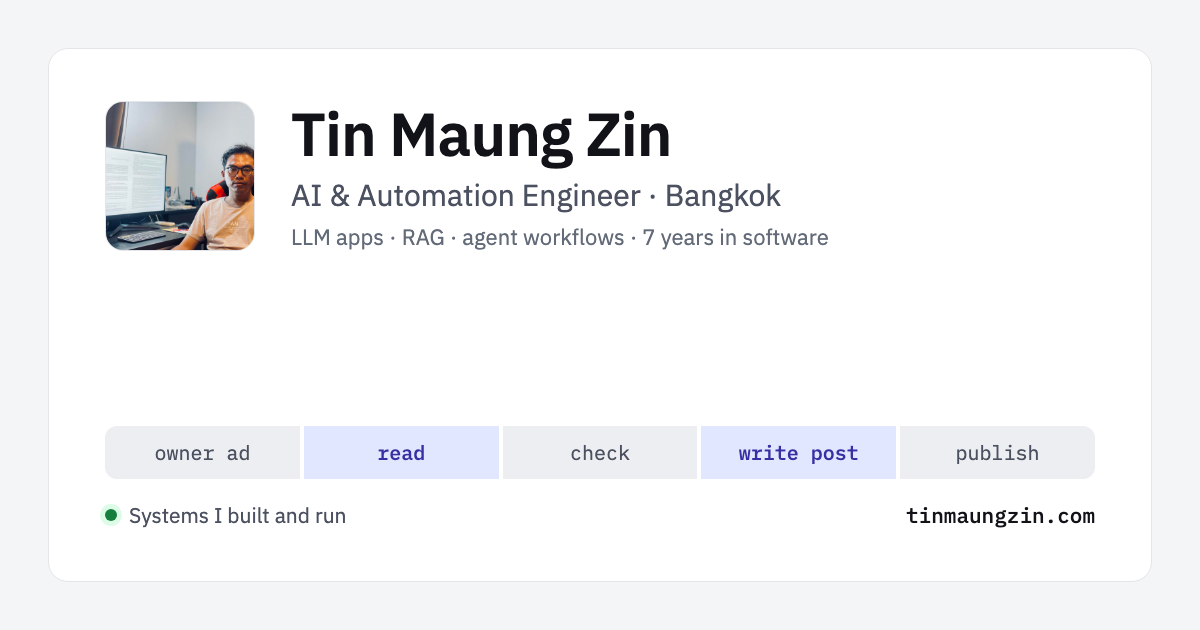 Tin Maung Zin
AI & Automation Engineer · Bangkok
LLM apps · RAG · agent workflows · 7 years in software
owner ad read check write post publish
Systems I built and run
tinmaungzin.com